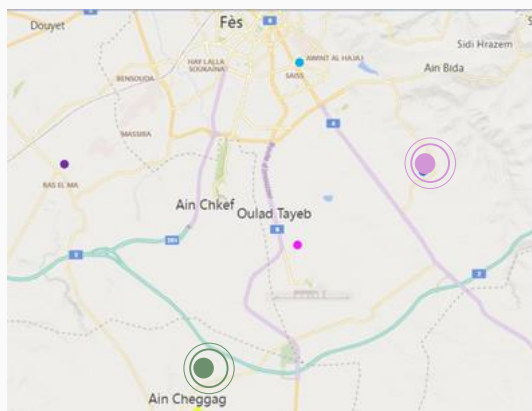 Fès
Douyet
Sidi Hrazem
HAY LALLA
SOUKAINA
AWINT AL HAJAJ
SAISS
Ain Bida
BENSOUDA
MASSIRA
RAS EL MA
Ain Chkef
Oulad Tayeb
Ain Cheggag